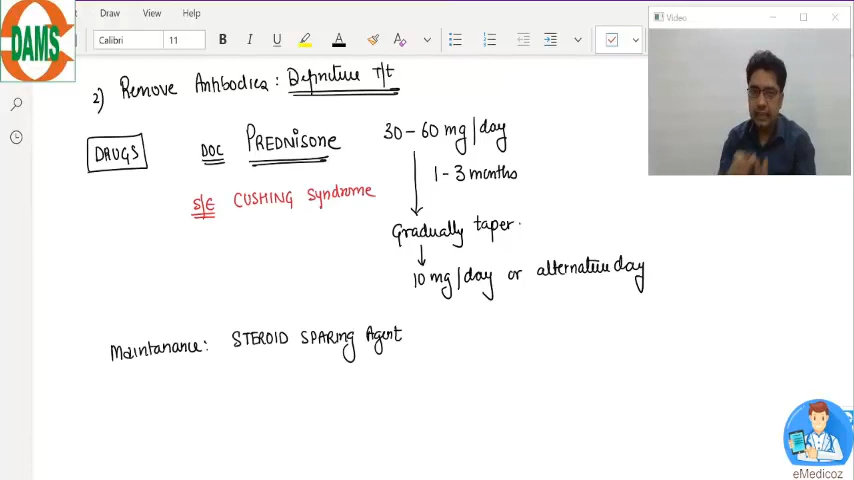 Draw View Help
DAMS
Calibri 11 B I U A A
Video
2) Remove Antibodies: Definitive T/t
DRUGS DOC PREDNISONE 30-60 mg/day
1-3 months
S/E CUSHING Syndrome
Gradually taper.
10 mg/day or alternative day
Maintanance: STEROID SPARING Agent
eMedicoz